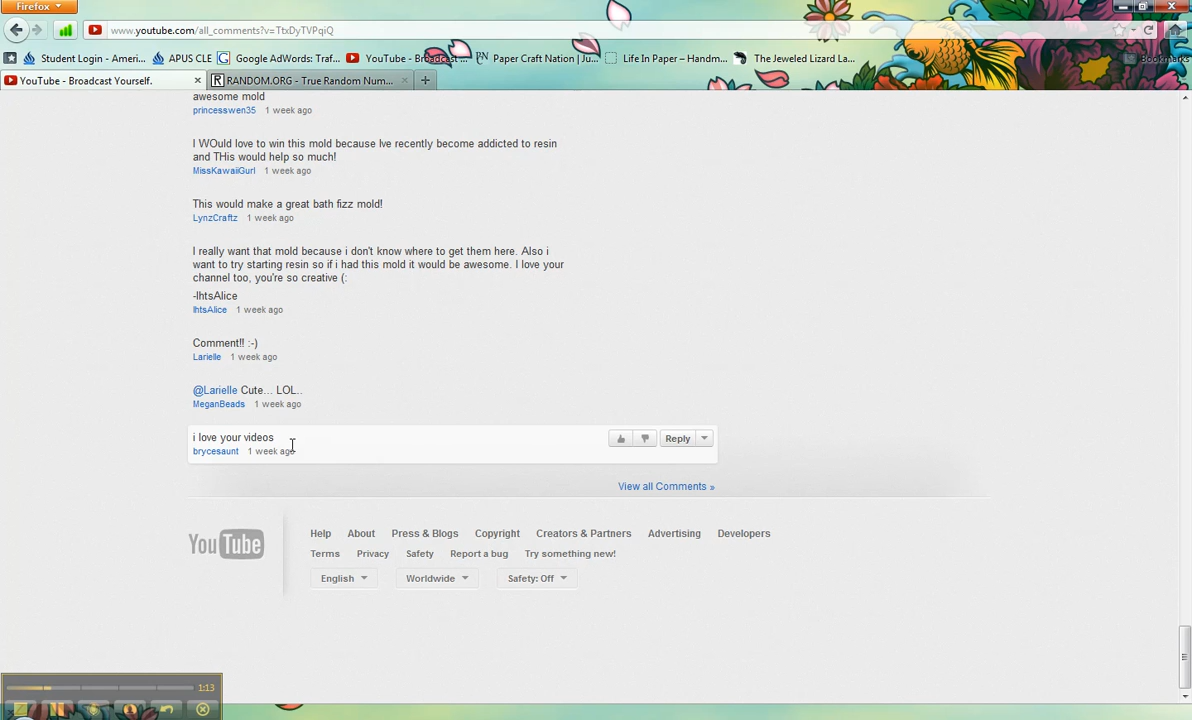 Firefox
www.youtube.com/all_comments?v=TtxDyTVPqiQ
Student Login - Ameri... APUS CLE Google AdWords: Traf... YouTube - Broadcast ... Paper Craft Nation | Ju... Life In Paper – Handm... The Jeweled Lizard La... Bookmarks
YouTube - Broadcast Yourself. RANDOM.ORG - True Random Num...
awesome mold
princesswen35 1 week ago
I WOuld love to win this mold because Ive recently become addicted to resin
and THis would help so much!
MissKawaiiGurl 1 week ago
This would make a great bath fizz mold!
LynzCraftz 1 week ago
I really want that mold because i don't know where to get them here. Also i
want to try starting resin so if i had this mold it would be awesome. I love your
channel too, you're so creative (:
-IhtsAlice
IhtsAlice 1 week ago
Comment!! :-)
Larielle 1 week ago
@Larielle Cute... LOL..
MeganBeads 1 week ago
i love your videos
Reply
brycesaunt 1 week ago
View all Comments »
YouTube
Help About Press & Blogs Copyright Creators & Partners Advertising Developers
Terms Privacy Safety Report a bug Try something new!
English Worldwide Safety: Off
1:13